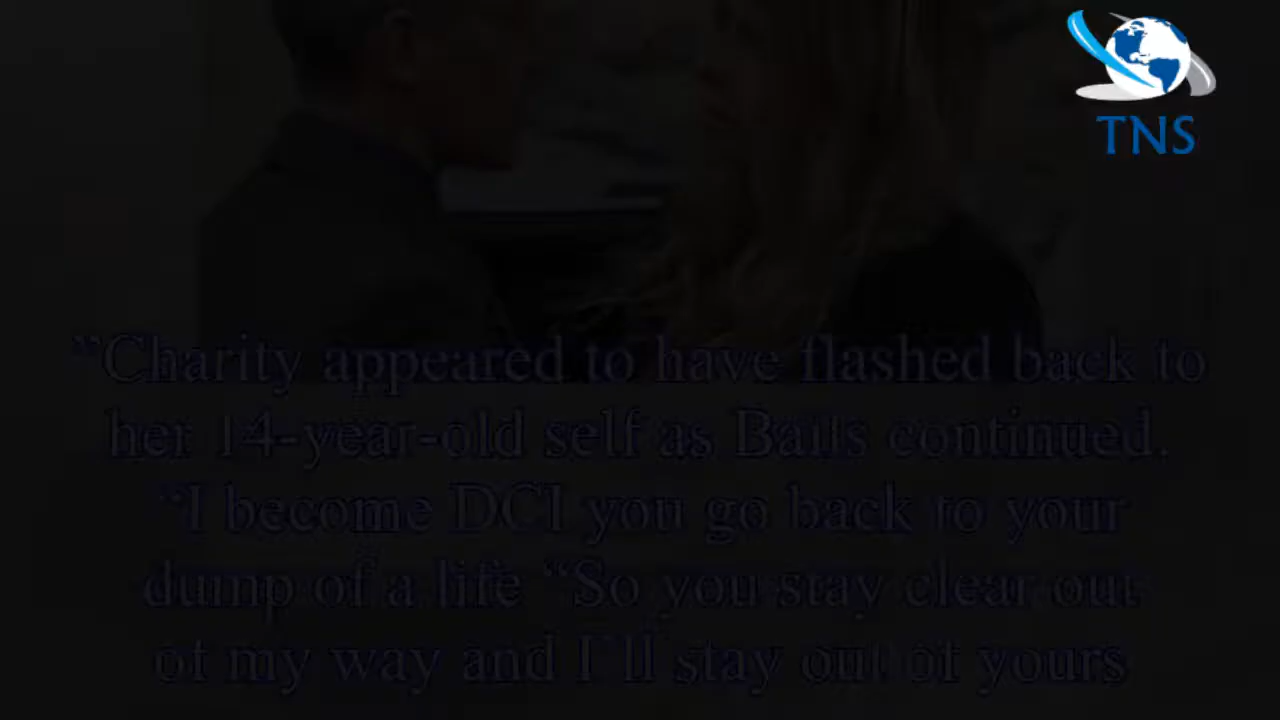 TNS
”Charity appeared to have flashed back to
her 14-year-old self as Bails continued.
“I become DCI you go back to your
dump of a life “So you stay clear out
of my way and I’ll stay out of yours